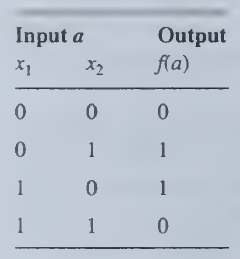 Input a Output
x₁ x₂ f(a)
0 0 0
0 1 1
1 0 1
1 1 0